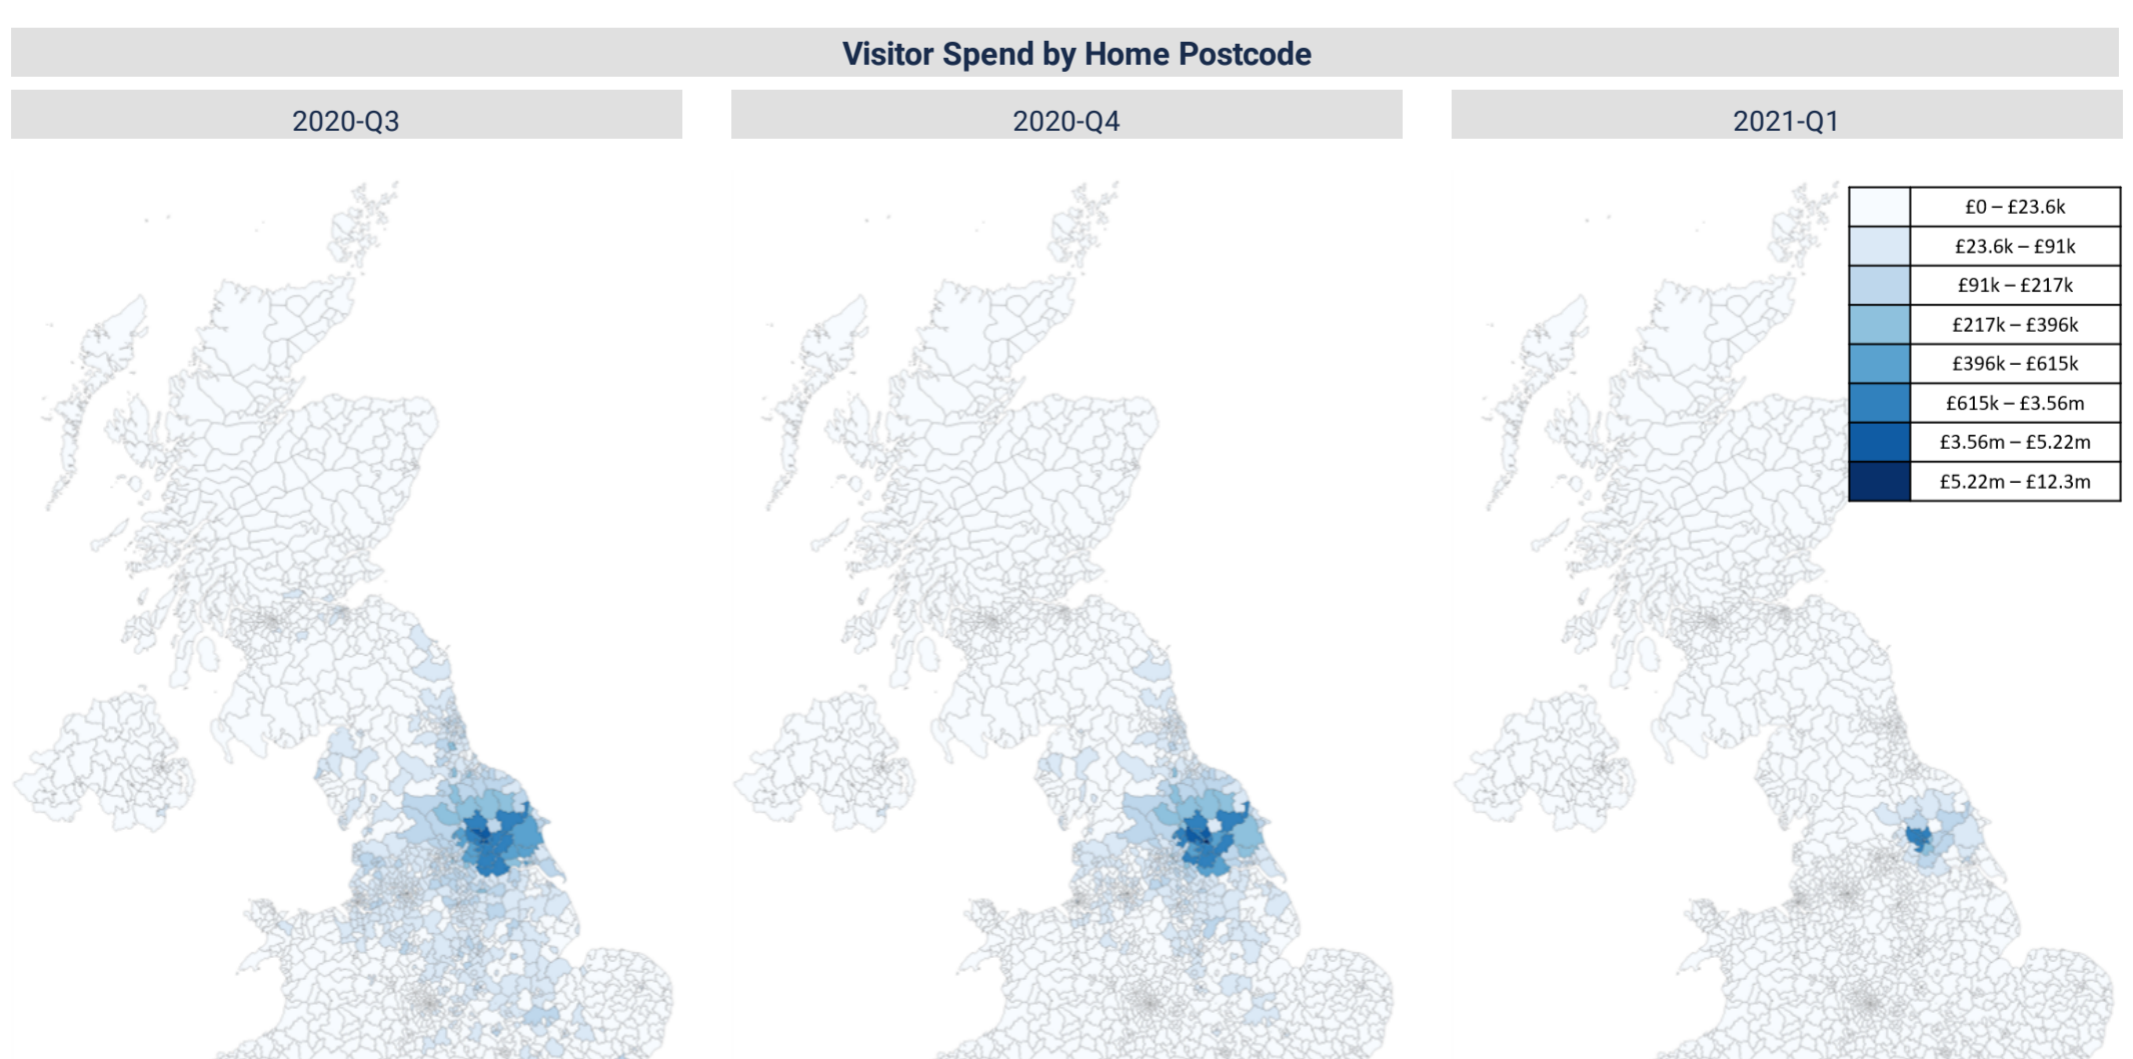 Visitor Spend by Home Postcode
2020-Q3
2020-Q4
2021-Q1
£0 – £23.6k
£23.6k – £91k
£91k – £217k
£217k – £396k
£396k – £615k
£615k – £3.56m
£3.56m – £5.22m
£5.22m – £12.3m